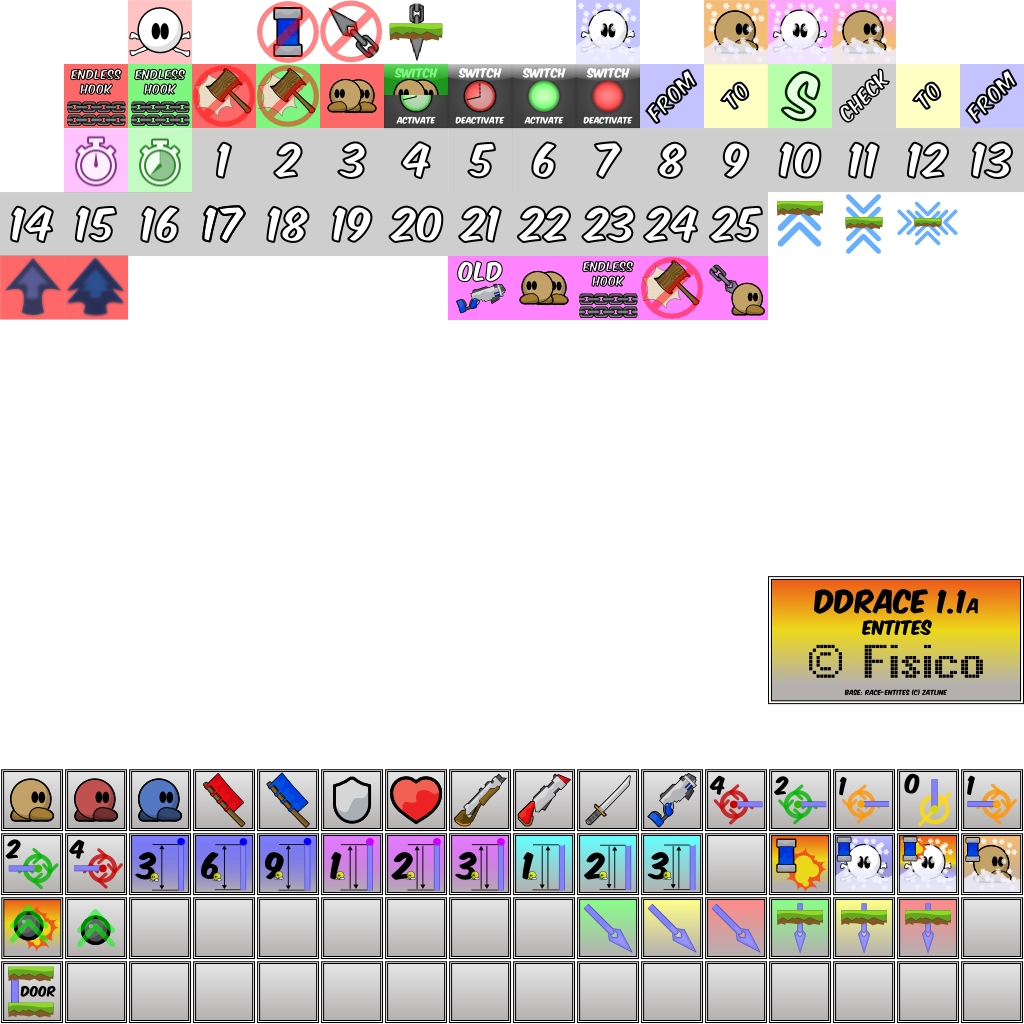 ENDLESS HOOK
ENDLESS HOOK
SWITCH ACTIVATE
SWITCH DEACTIVATE
SWITCH ACTIVATE
SWITCH DEACTIVATE
FROM
TO
S
CHECK
TO
FROM
1 2 3 4 5 6 7 8 9 10 11 12 13
14 15 16 17 18 19 20 21 22 23 24 25
OLD
ENDLESS HOOK
DDRACE 1.1A
ENTITES
© Fisico
BASE: RACE-ENTITES (C) ZATLINE
4 2 1 0 1
2 4 3 6 9 1 2 3 1 2 3
DOOR